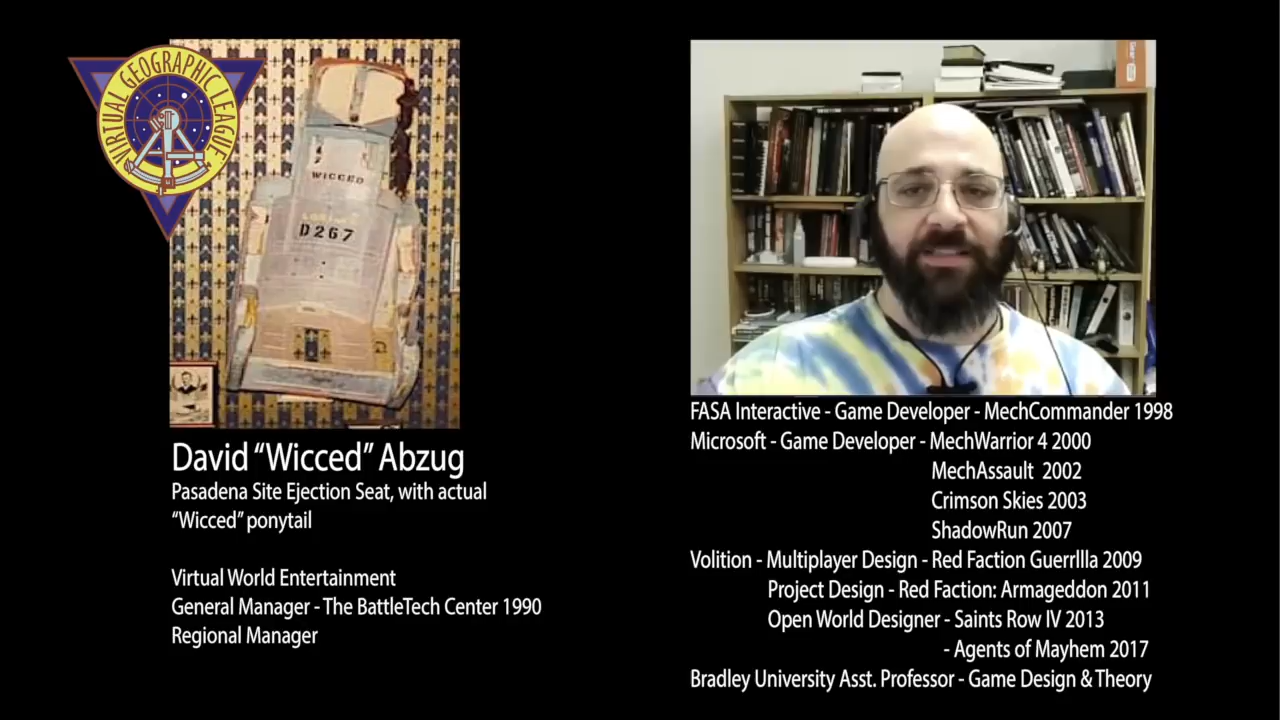 VIRTUAL GEOGRAPHIC LEAGUE
WICCED
D267
David “Wicced” Abzug
Pasadena Site Ejection Seat, with actual
“Wicced” ponytail
Virtual World Entertainment
General Manager - The BattleTech Center 1990
Regional Manager
FASA Interactive - Game Developer - MechCommander 1998
Microsoft - Game Developer - MechWarrior 4 2000
MechAssault 2002
Crimson Skies 2003
ShadowRun 2007
Volition - Multiplayer Design - Red Faction Guerrllla 2009
Project Design - Red Faction: Armageddon 2011
Open World Designer - Saints Row IV 2013
- Agents of Mayhem 2017
Bradley University Asst. Professor - Game Design & Theory